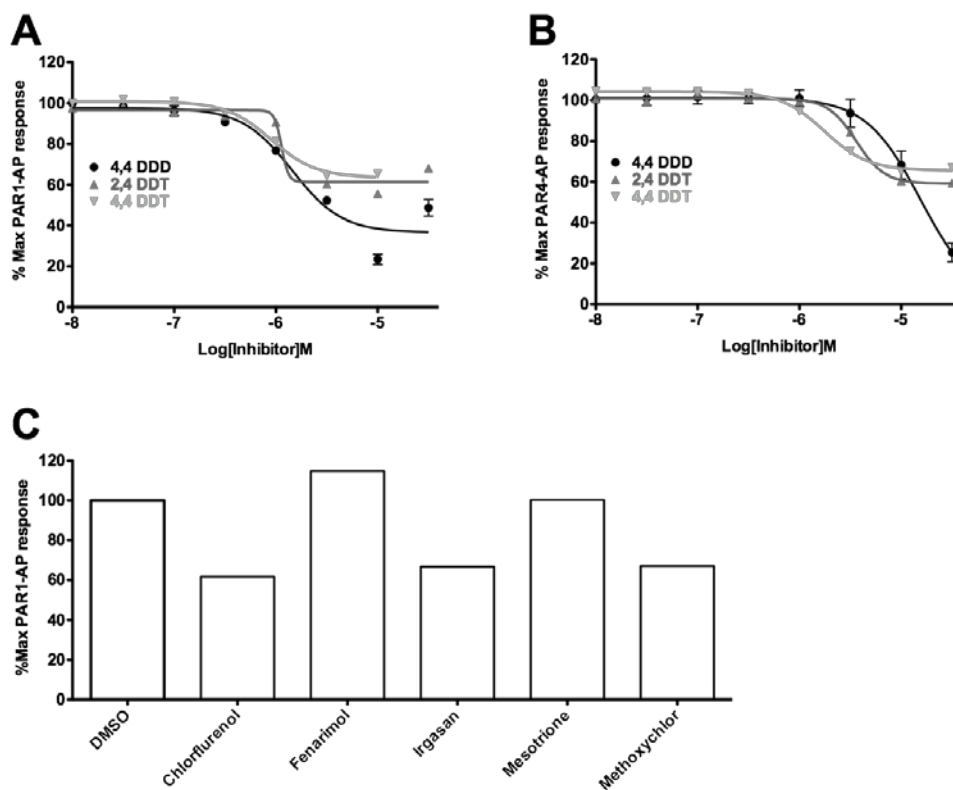 A
% Max PAR1-AP response
120
100
80
60
40
20
0
4,4 DDD
2,4 DDT
4,4 DDT
-8 -7 -6 -5
Log[Inhibitor]M
B
% Max PAR4-AP response
120
100
80
60
40
20
0
4,4 DDD
2,4 DDT
4,4 DDT
-8 -7 -6 -5
Log[Inhibitor]M
C
%Max PAR1-AP response
120
100
80
60
40
20
0
DMSO
Chlorflurenol
Fenarimol
Irgasan
Mesotrione
Methoxychlor